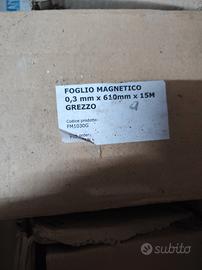 FOGLIO MAGNETICO
0,3 mm x 610mm x 15M
GREZZO
Codice prodotto:
FM1030G
subito